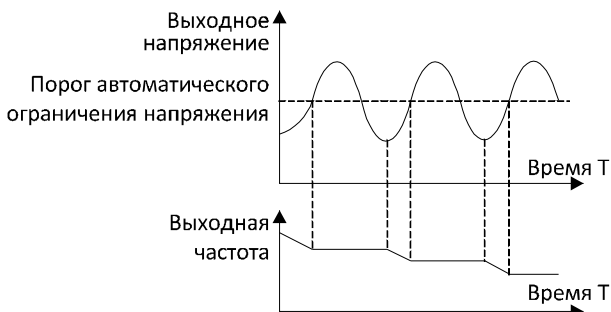 Выходное
напряжение
Порог автоматического
ограничения напряжения
Время T
Выходная
частота
Время T